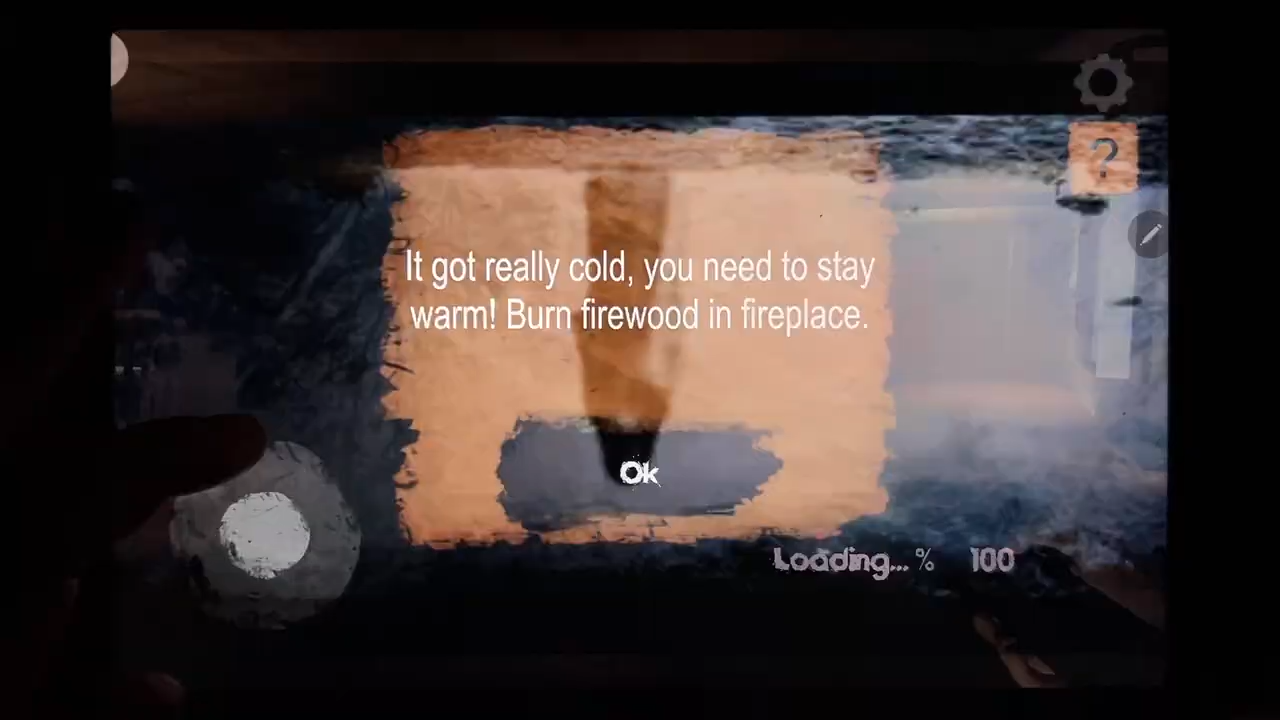 ?
It got really cold, you need to stay
warm! Burn firewood in fireplace.
Ok
Loading...% 100